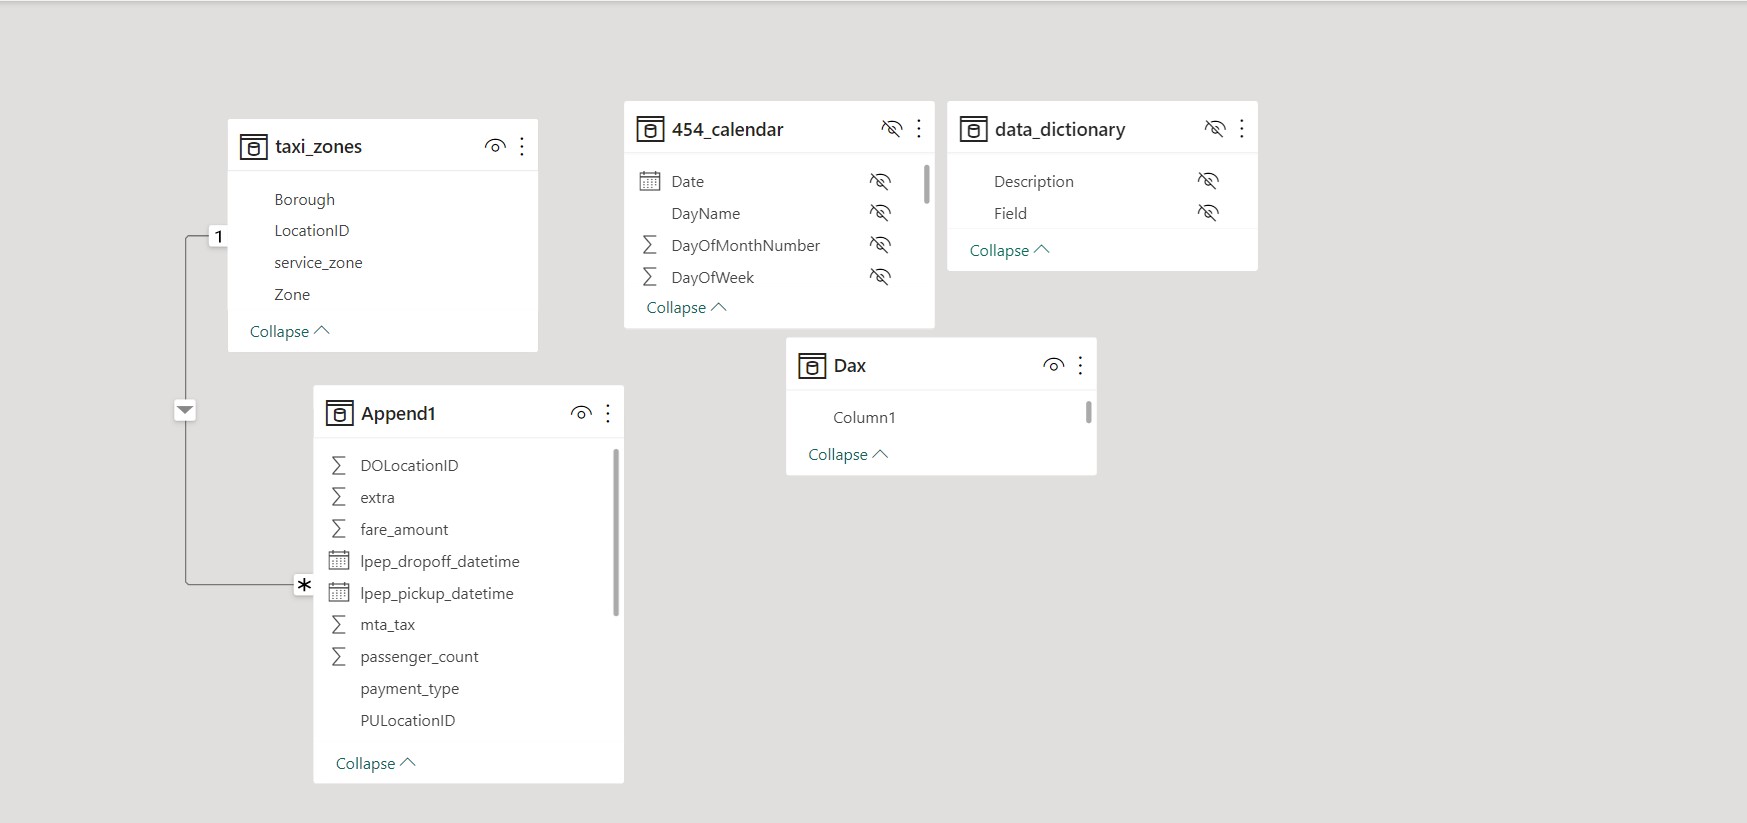 taxi_zones
Borough
LocationID
service_zone
Zone
Collapse
1
454_calendar
Date
DayName
DayOfMonthNumber
DayOfWeek
Collapse
data_dictionary
Description
Field
Collapse
Dax
Column1
Collapse
Append1
DOLocationID
extra
fare_amount
lpep_dropoff_datetime
lpep_pickup_datetime
mta_tax
passenger_count
payment_type
PULocationID
Collapse
*